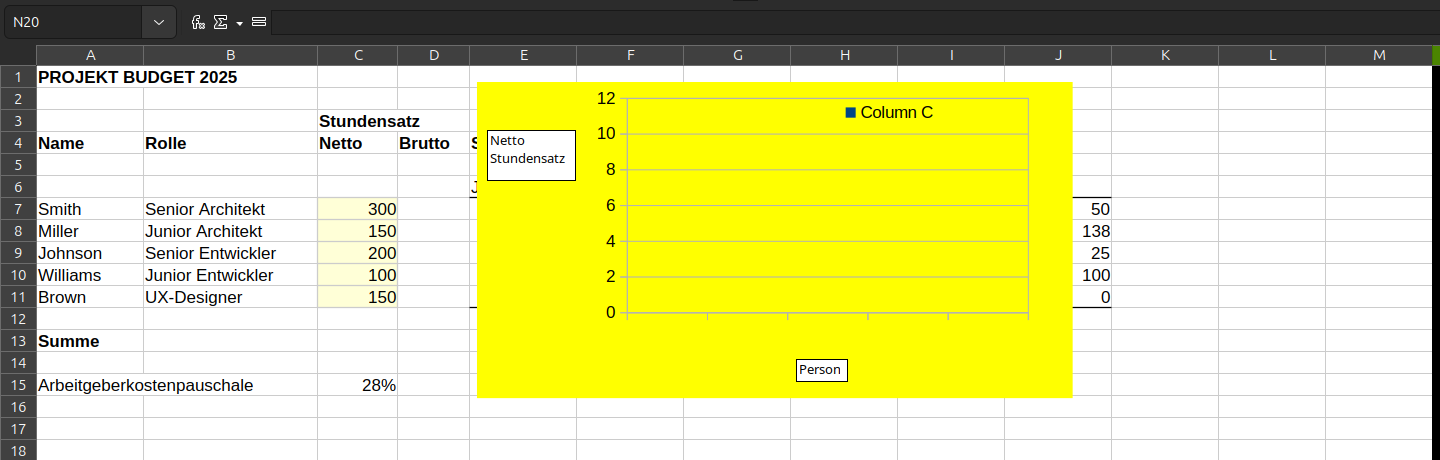 N20
A B C D E F G H I J K L M
1 PROJEKT BUDGET 2025
2
3 Stundensatz
4 Name Rolle Netto Brutto
5
6
7 Smith Senior Architekt 300 50
8 Miller Junior Architekt 150 138
9 Johnson Senior Entwickler 200 25
10 Williams Junior Entwickler 100 100
11 Brown UX-Designer 150 0
12
13 Summe
14
15 Arbeitgeberkostenpauschale 28%
16
17
18
12
10
8
6
4
2
0
Column C
Netto
Stundensatz
Person